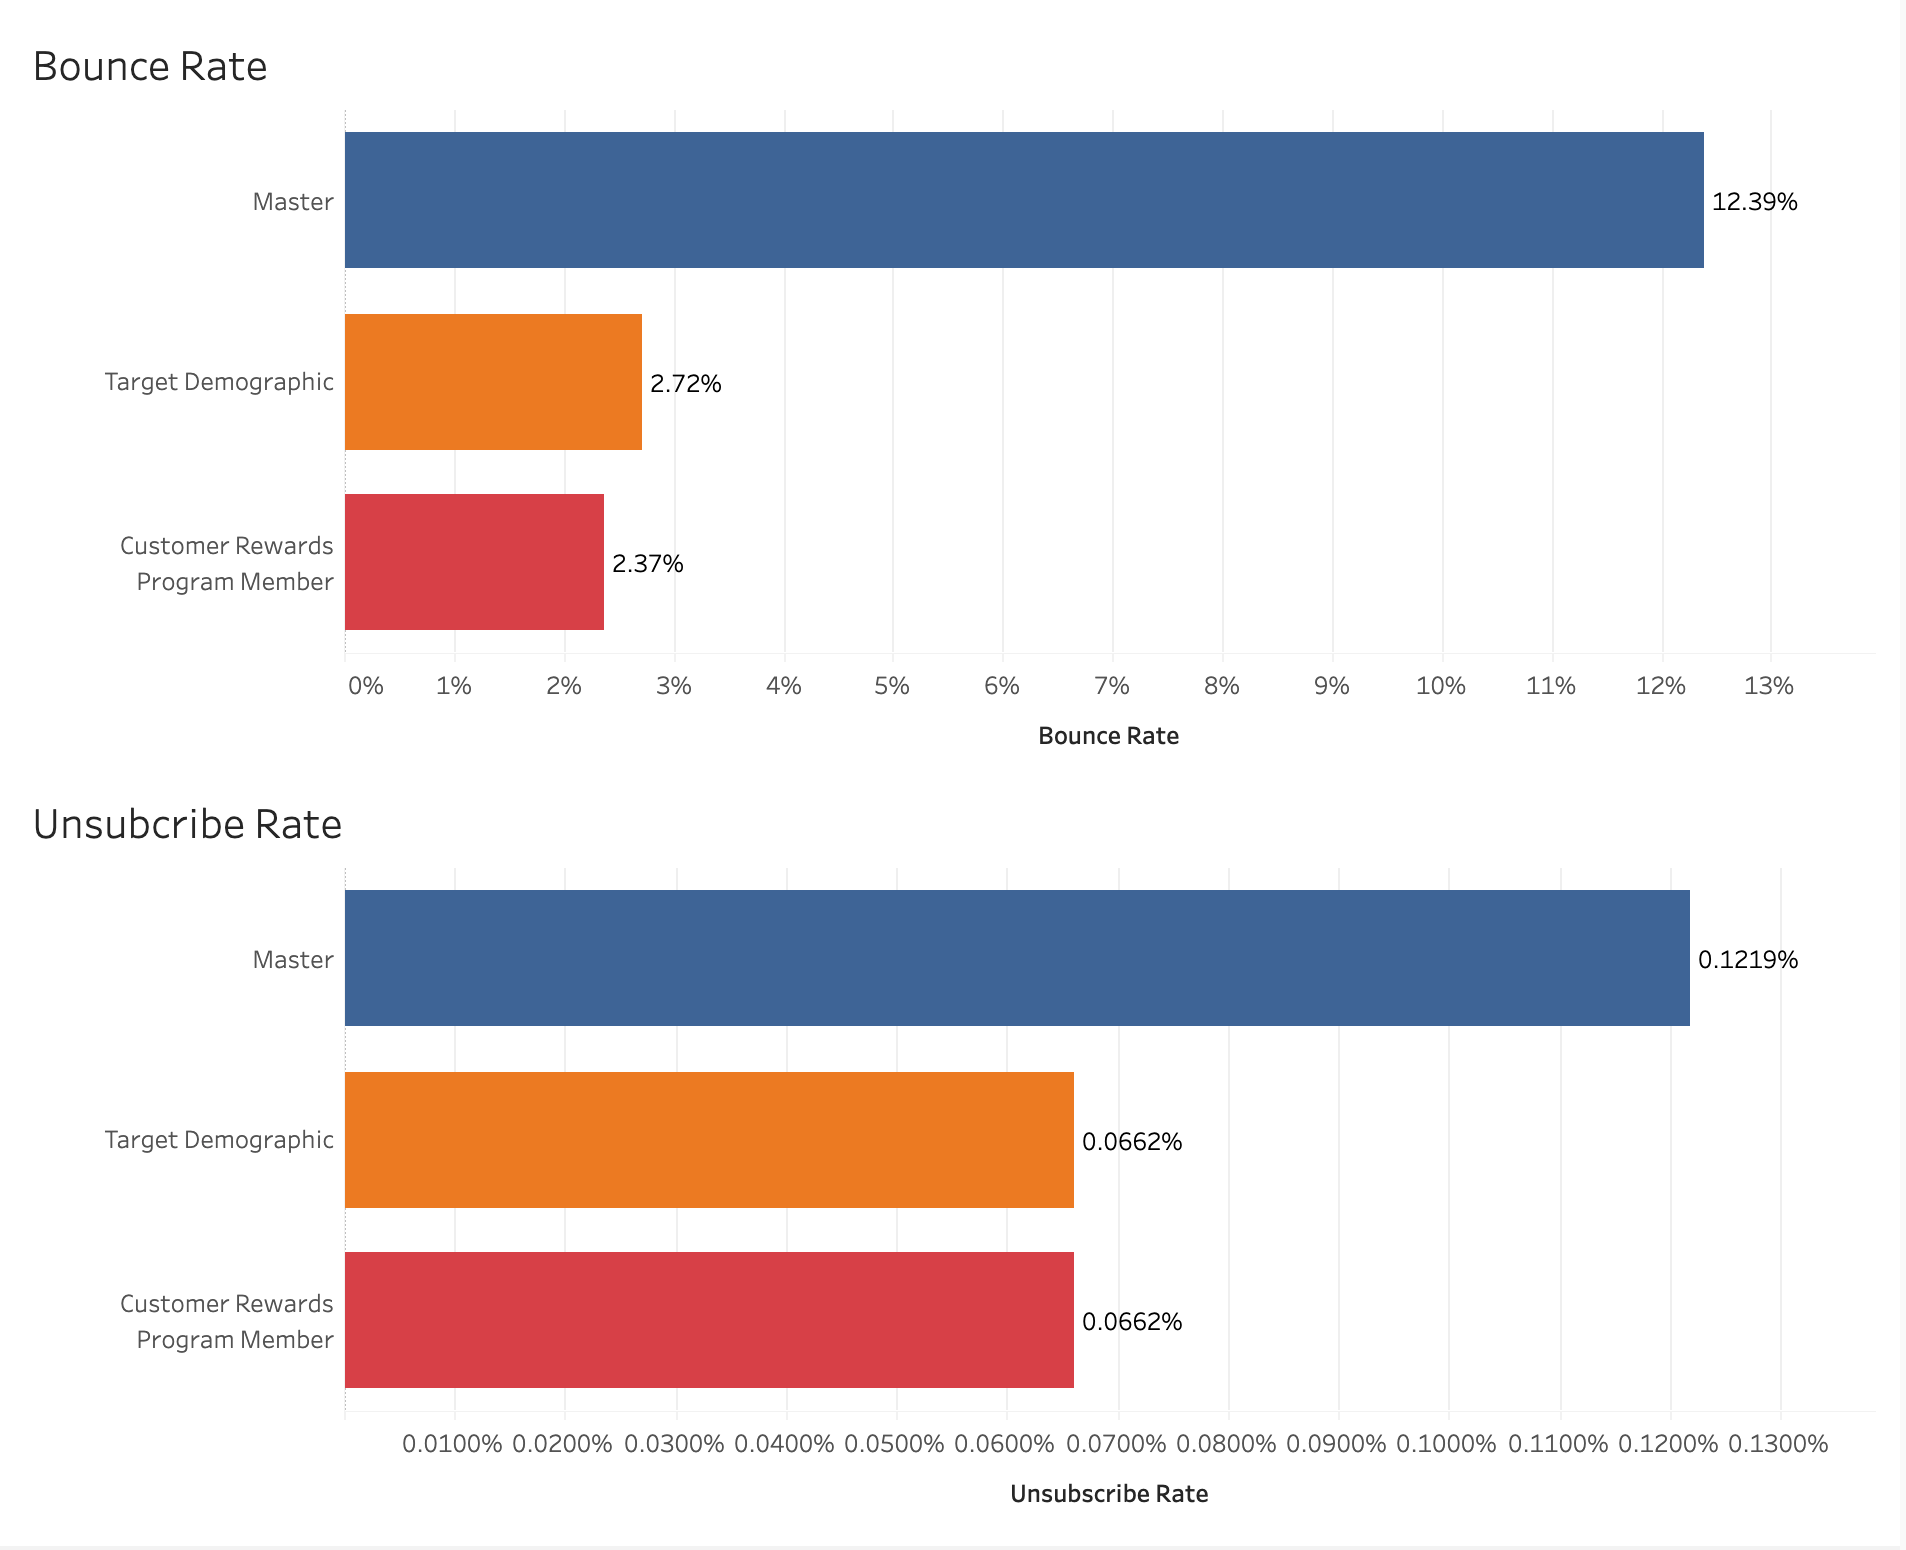 Bounce Rate
Master
12.39%
Target Demographic
2.72%
Customer Rewards
Program Member
2.37%
0% 1% 2% 3% 4% 5% 6% 7% 8% 9% 10% 11% 12% 13%
Bounce Rate
Unsubcribe Rate
Master
0.1219%
Target Demographic
0.0662%
Customer Rewards
Program Member
0.0662%
0.0100% 0.0200% 0.0300% 0.0400% 0.0500% 0.0600% 0.0700% 0.0800% 0.0900% 0.1000% 0.1100% 0.1200% 0.1300%
Unsubscribe Rate